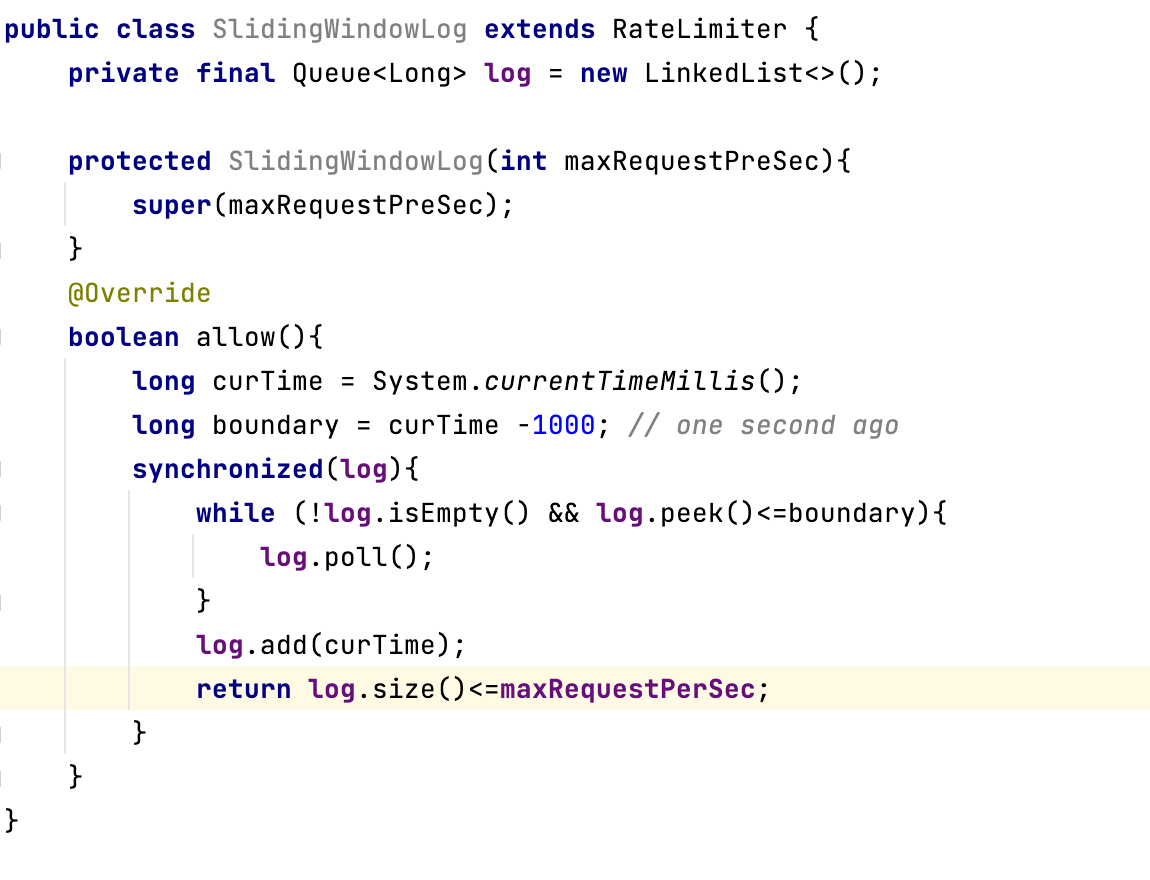 public class SlidingWindowLog extends RateLimiter {
    private final Queue<Long> log = new LinkedList<>();

    protected SlidingWindowLog(int maxRequestPreSec){
        super(maxRequestPreSec);
    }
    @Override
    boolean allow(){
        long curTime = System.currentTimeMillis();
        long boundary = curTime -1000; // one second ago
        synchronized(log){
            while (!log.isEmpty() && log.peek()<=boundary){
                log.poll();
            }
            log.add(curTime);
            return log.size()<=maxRequestPerSec;
        }
    }
}